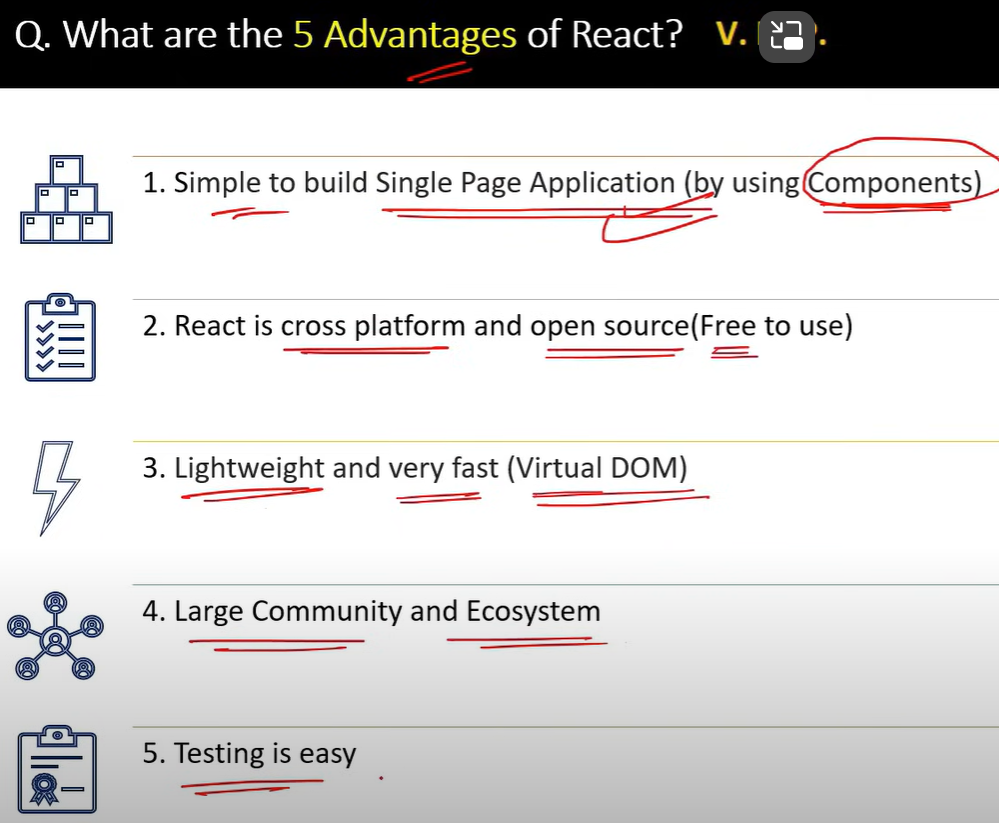 Q. What are the 5 Advantages of React? V.
1. Simple to build Single Page Application (by using Components)
2. React is cross platform and open source(Free to use)
3. Lightweight and very fast (Virtual DOM)
4. Large Community and Ecosystem
5. Testing is easy